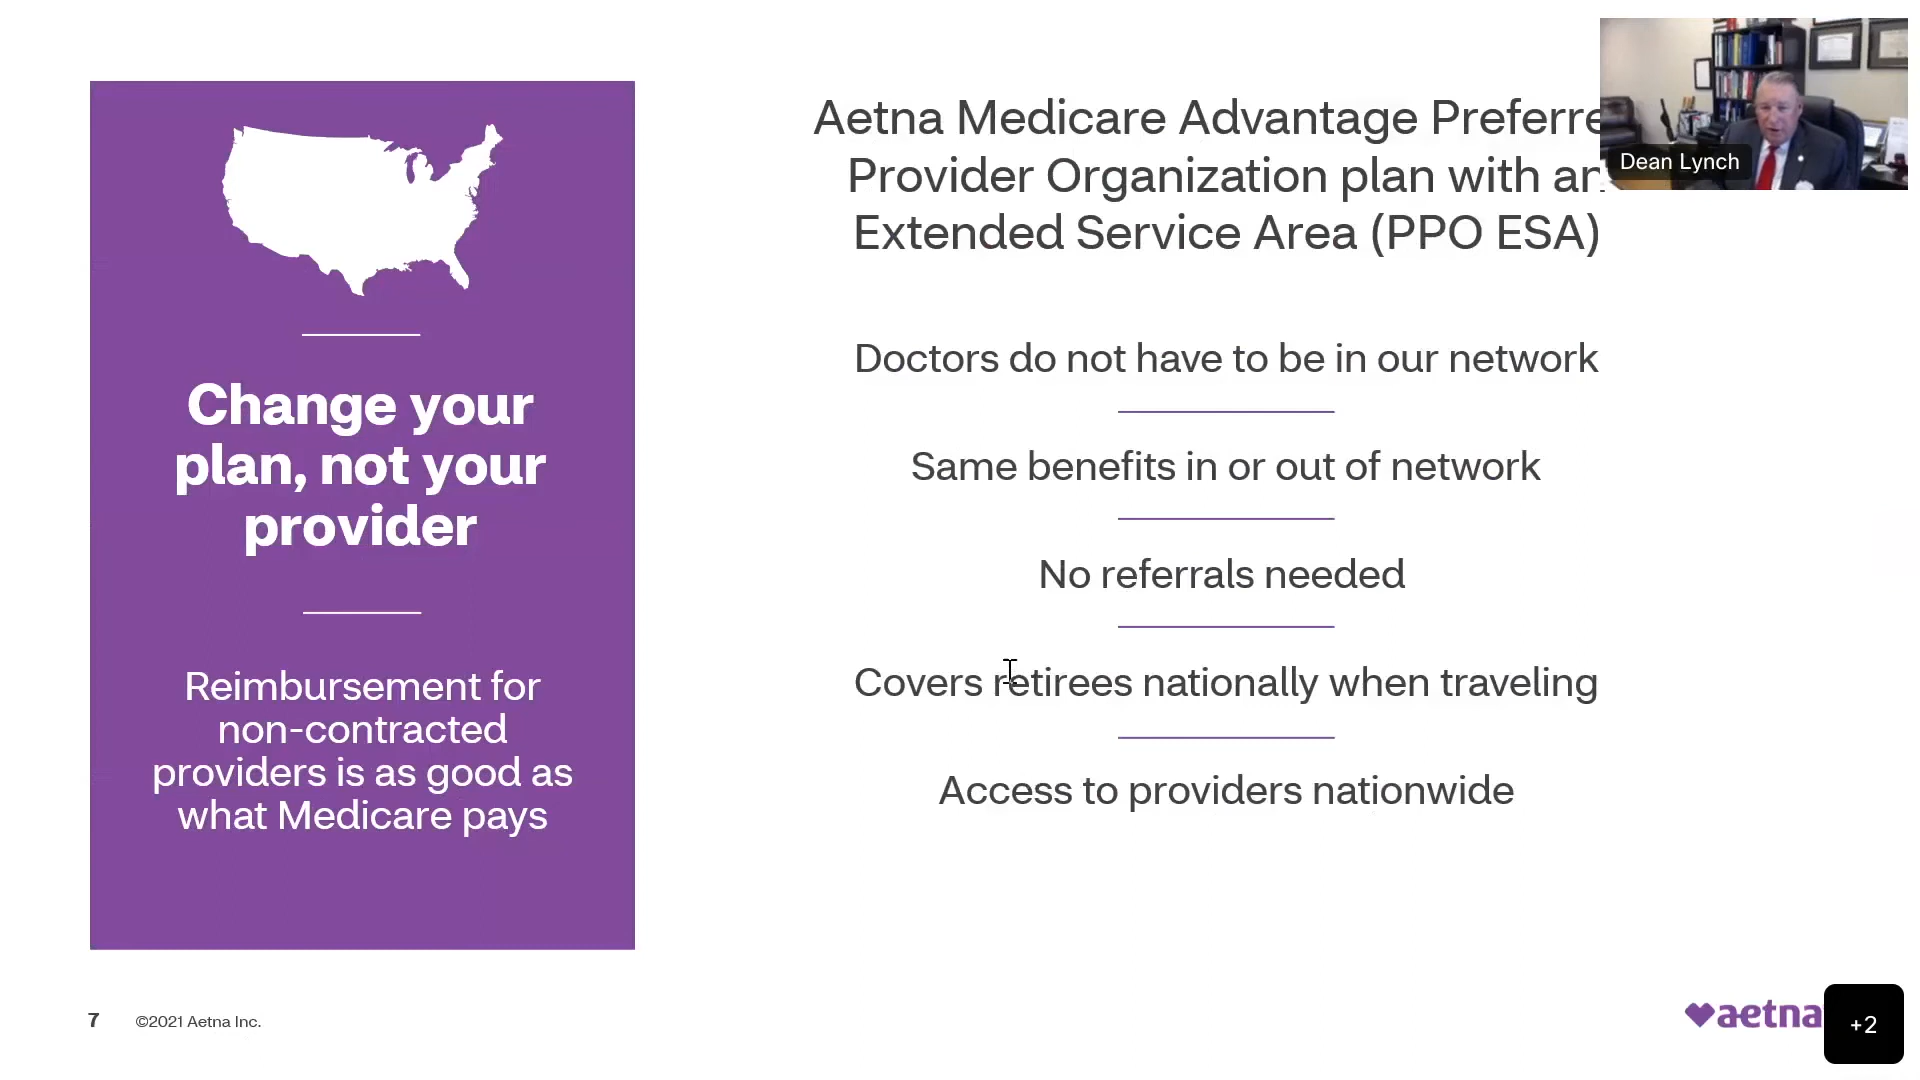 Change your
plan, not your
provider
Reimbursement for
non-contracted
providers is as good as
what Medicare pays
Aetna Medicare Advantage Preferre
Provider Organization plan with an
Extended Service Area (PPO ESA)
Doctors do not have to be in our network
Same benefits in or out of network
No referrals needed
Covers retirees nationally when traveling
Access to providers nationwide
Dean Lynch
7 ©2021 Aetna Inc.
aetna
+2